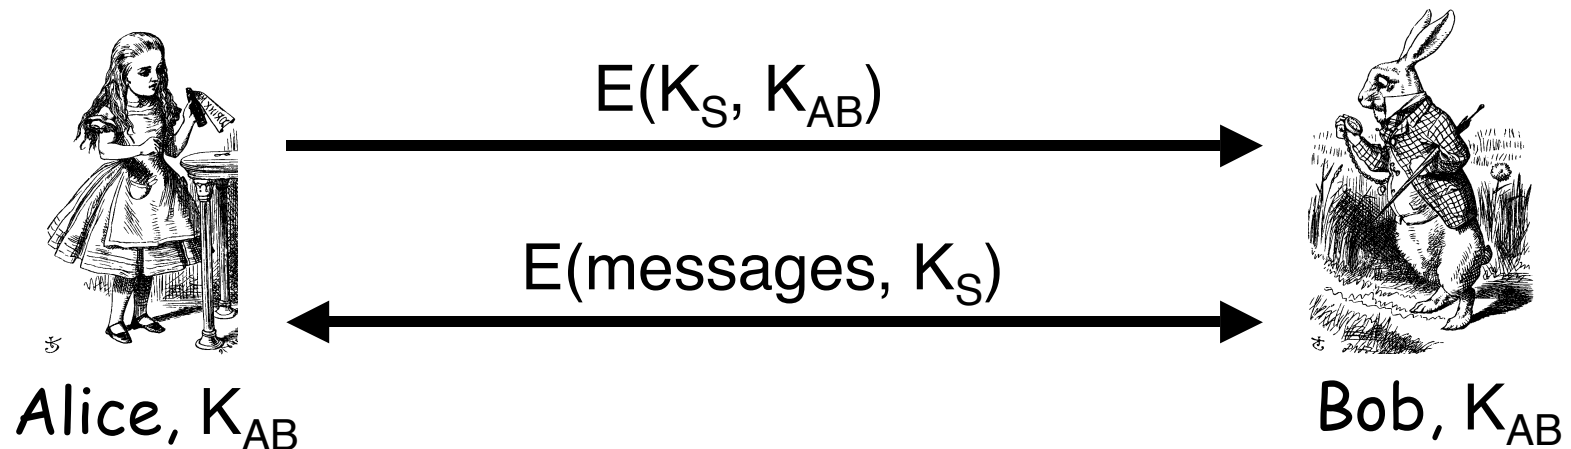 E(K_S, K_AB)
E(messages, K_S)
Alice, K_AB
Bob, K_AB